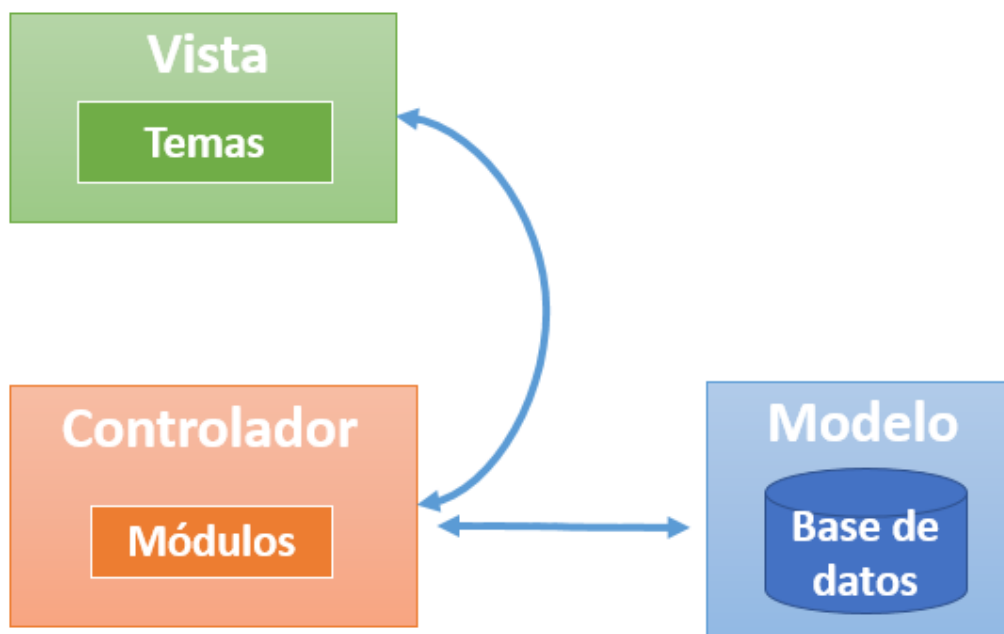 Vista
Temas
Controlador
Módulos
Modelo
Base de
datos